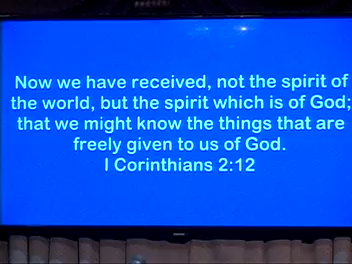 Now we have received, not the spirit of
the world, but the spirit which is of God;
that we might know the things that are
freely given to us of God.
I Corinthians 2:12